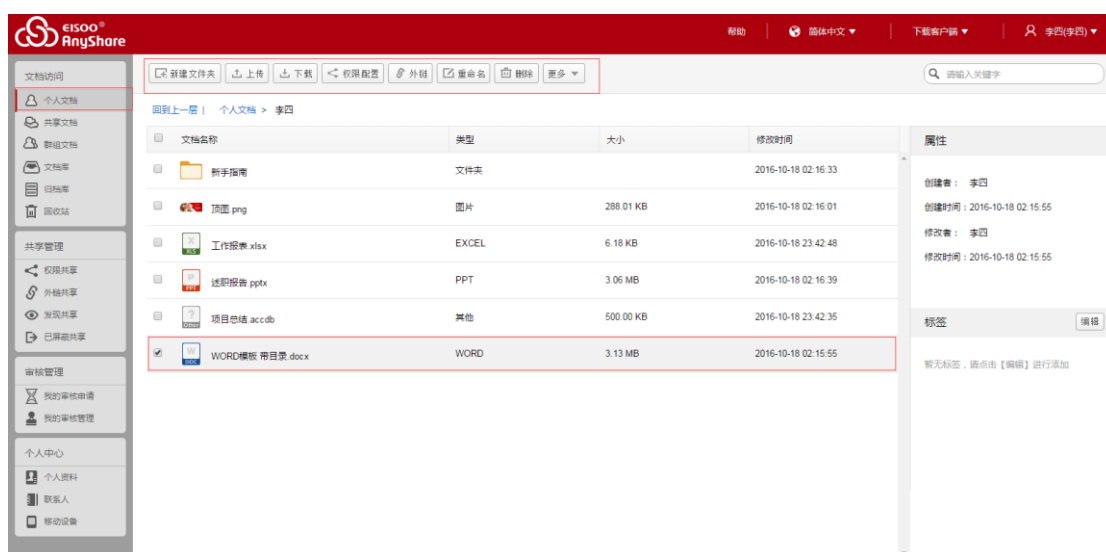 EISOO®
AnyShare
帮助 简体中文 下载客户端 李四(李四)
文档访问
个人文档
共享文档
群组文档
文档库
归档库
回收站
共享管理
权限共享
外链共享
发现共享
已屏蔽共享
审核管理
我的审核申请
我的审核管理
个人中心
个人资料
联系人
移动设备
新建文件夹 上传 下载 权限配置 外链 重命名 删除 更多
请输入关键字
回到上一层 | 个人文档 > 李四
文档名称 类型 大小 修改时间
新手指南 文件夹 2016-10-18 02:16:33
顶图.png 图片 288.01 KB 2016-10-18 02:16:01
X XLS 工作报表.xlsx EXCEL 6.18 KB 2016-10-18 23:42:48
P PPT 述职报告.pptx PPT 3.06 MB 2016-10-18 02:16:39
? Other 项目总结.accdb 其他 500.00 KB 2016-10-18 23:42:35
W DOC WORD模板 带目录.docx WORD 3.13 MB 2016-10-18 02:15:55
属性
创建者： 李四
创建时间：2016-10-18 02:15:55
修改者： 李四
修改时间：2016-10-18 02:15:55
标签 编辑
暂无标签，请点击【编辑】进行添加